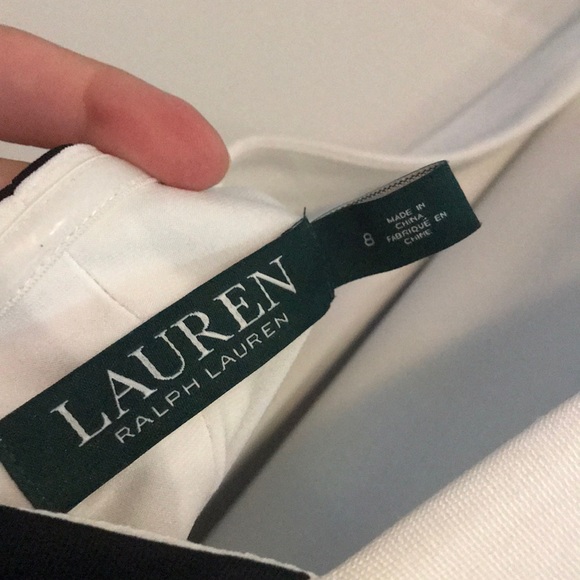 LAUREN
RALPH LAUREN
8
MADE IN
CHINA
FABRIQUÉ EN
CHINE